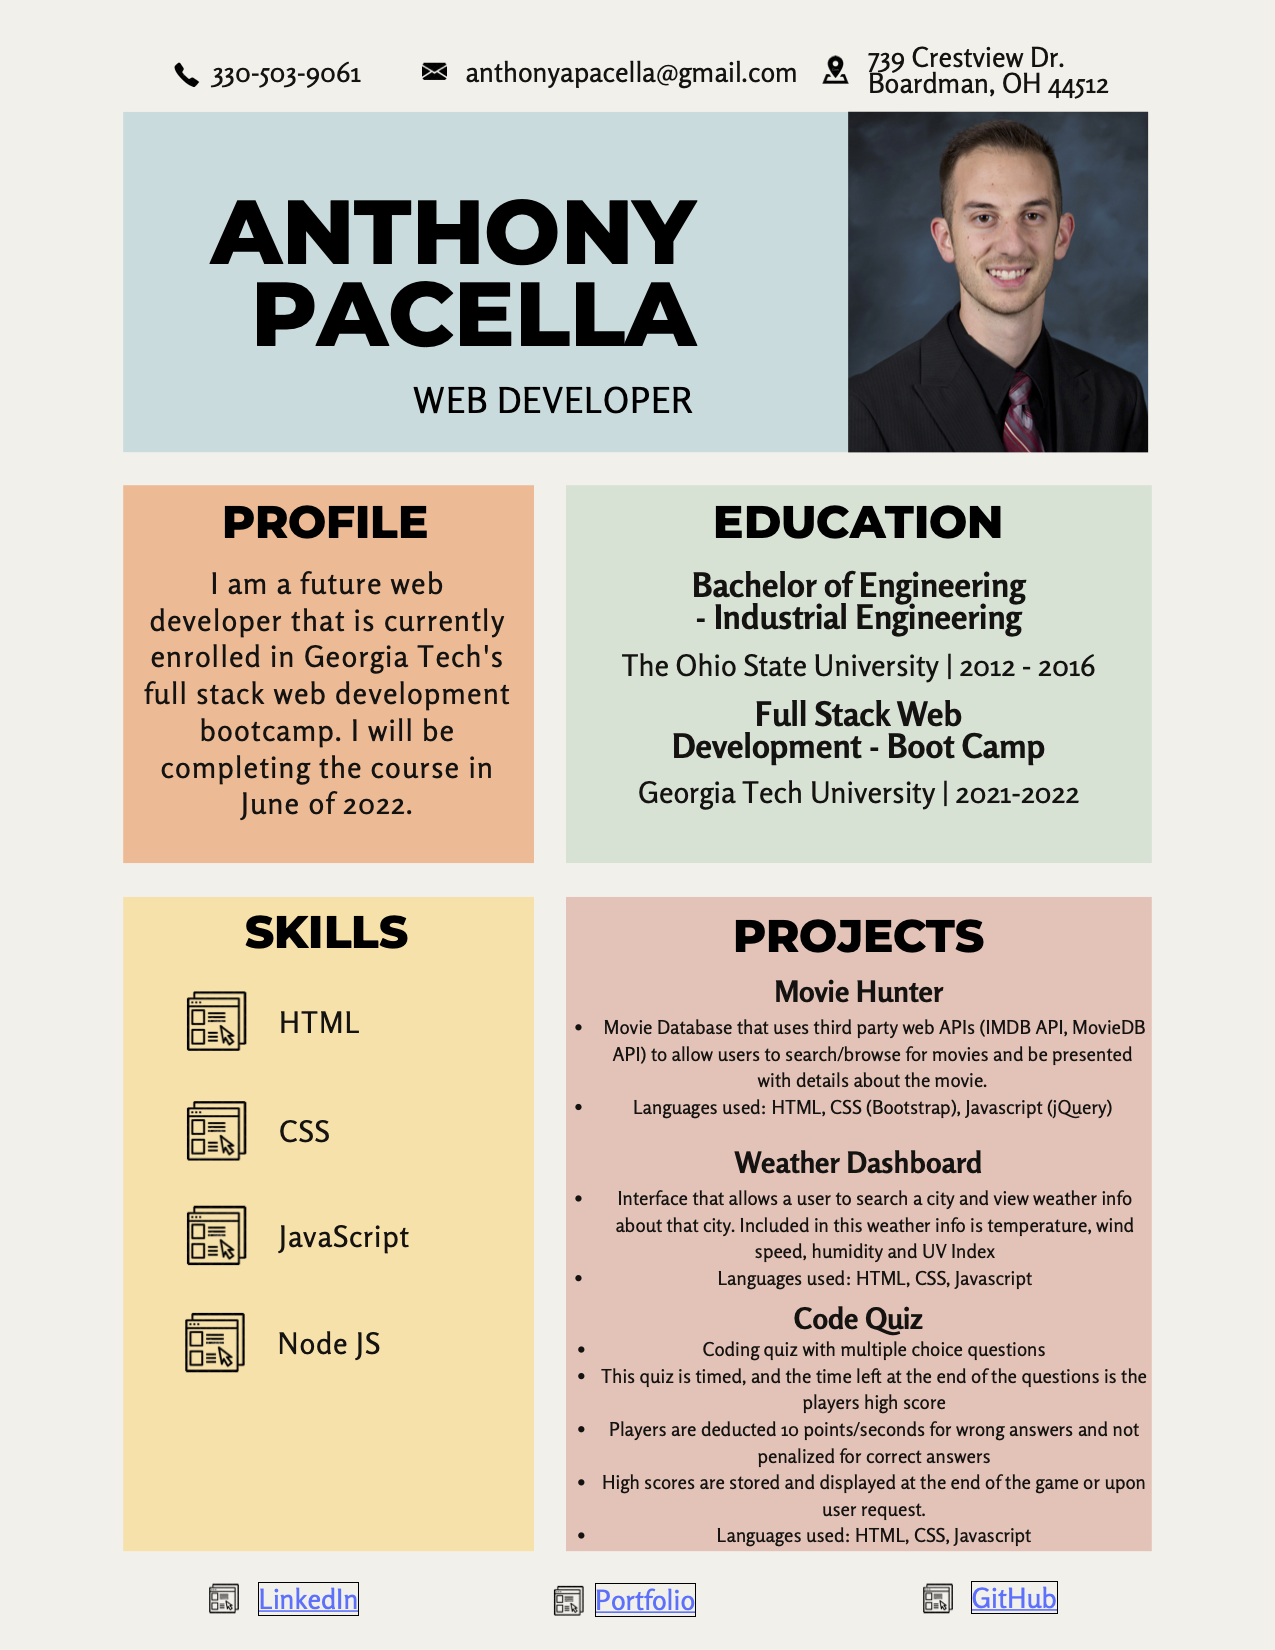 330-503-9061
anthonyapacella@gmail.com
739 Crestview Dr.
Boardman, OH 44512
ANTHONY
PACELLA
WEB DEVELOPER
PROFILE
I am a future web
developer that is currently
enrolled in Georgia Tech's
full stack web development
bootcamp. I will be
completing the course in
June of 2022.
EDUCATION
Bachelor of Engineering
- Industrial Engineering
The Ohio State University | 2012 - 2016
Full Stack Web
Development - Boot Camp
Georgia Tech University | 2021-2022
SKILLS
HTML
CSS
JavaScript
Node JS
PROJECTS
Movie Hunter
• Movie Database that uses third party web APIs (IMDB API, MovieDB
API) to allow users to search/browse for movies and be presented
with details about the movie.
• Languages used: HTML, CSS (Bootstrap), Javascript (jQuery)
Weather Dashboard
• Interface that allows a user to search a city and view weather info
about that city. Included in this weather info is temperature, wind
speed, humidity and UV Index
• Languages used: HTML, CSS, Javascript
Code Quiz
• Coding quiz with multiple choice questions
• This quiz is timed, and the time left at the end of the questions is the
players high score
• Players are deducted 10 points/seconds for wrong answers and not
penalized for correct answers
• High scores are stored and displayed at the end of the game or upon
user request.
• Languages used: HTML, CSS, Javascript
LinkedIn
Portfolio
GitHub